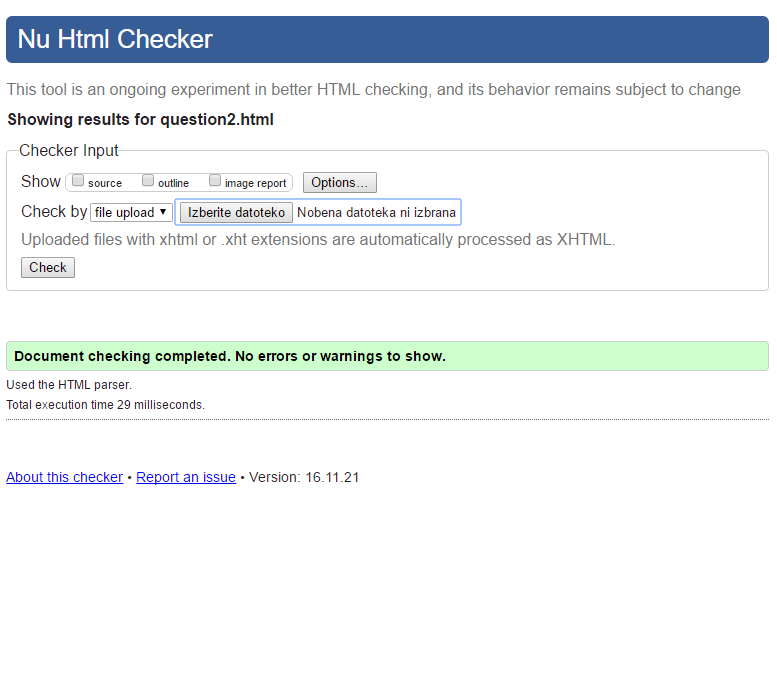 Nu Html Checker
This tool is an ongoing experiment in better HTML checking, and its behavior remains subject to change
Showing results for question2.html
Checker Input
Show source outline image report Options...
Check by file upload Izberite datoteko Nobena datoteka ni izbrana
Uploaded files with xhtml or .xht extensions are automatically processed as XHTML.
Check
Document checking completed. No errors or warnings to show.
Used the HTML parser.
Total execution time 29 milliseconds.
About this checker • Report an issue • Version: 16.11.21